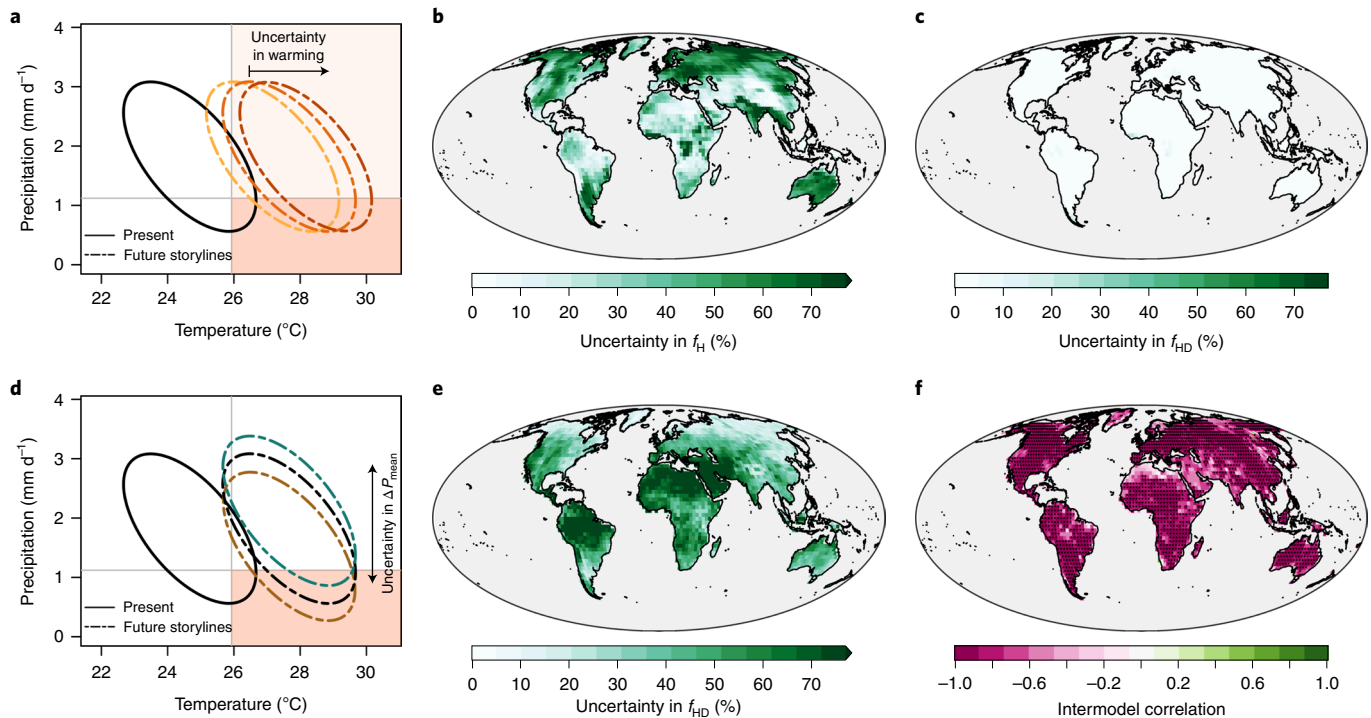 a
Precipitation (mm d⁻¹)
4
3
2
1
0
Uncertainty
in warming
Present
Future storylines
22 24 26 28 30
Temperature (°C)
b
0 10 20 30 40 50 60 70
Uncertainty in fH (%)
c
0 10 20 30 40 50 60 70
Uncertainty in fHD (%)
d
Precipitation (mm d⁻¹)
4
3
2
1
0
Uncertainty in Δ Pmean
Present
Future storylines
22 24 26 28 30
Temperature (°C)
e
0 10 20 30 40 50 60 70
Uncertainty in fHD (%)
f
−1.0 −0.6 −0.2 0.2 0.6 1.0
Intermodel correlation